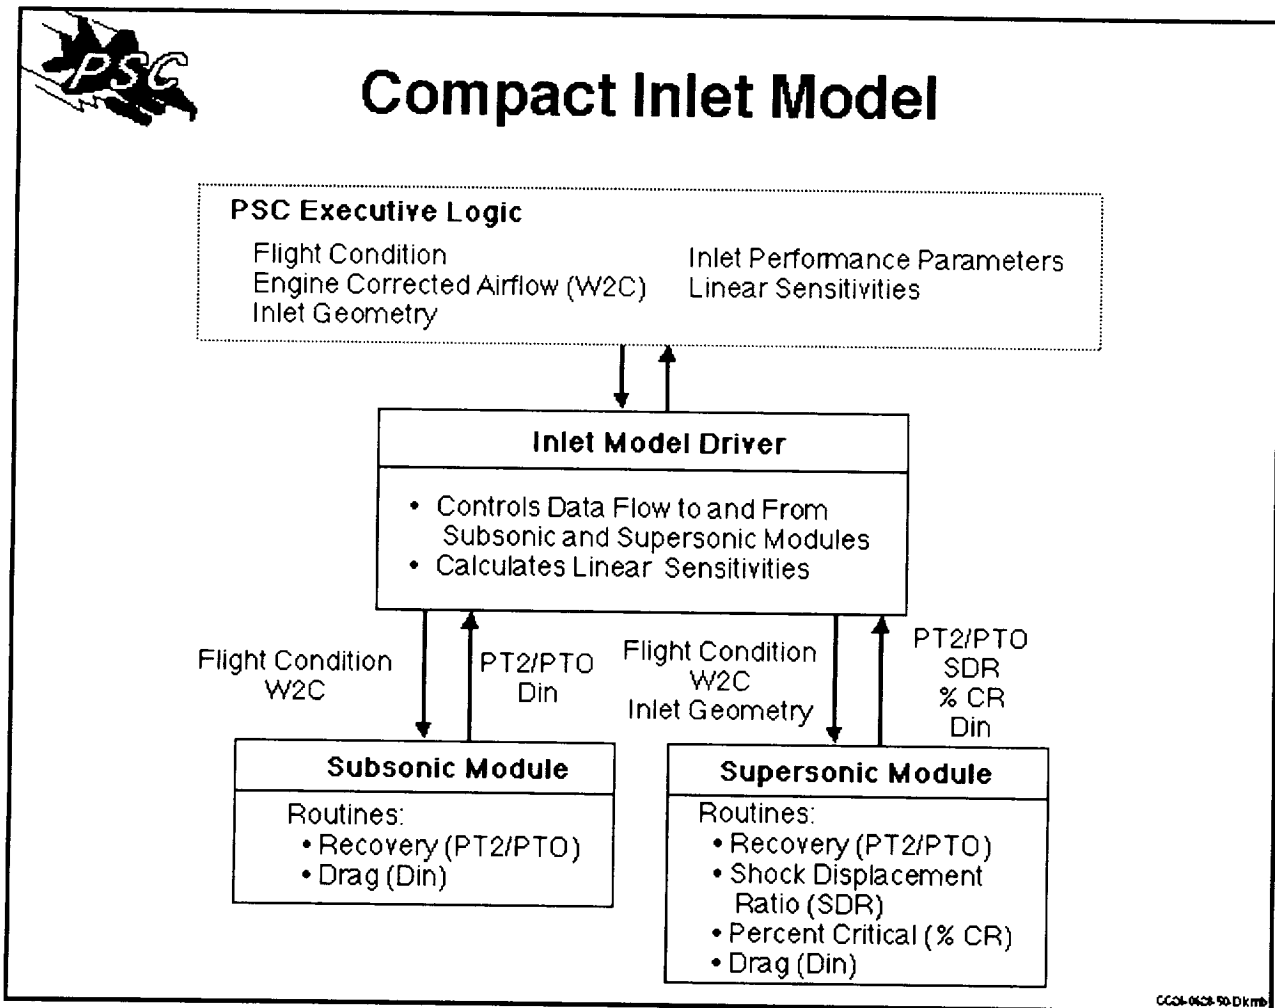 PSC
Compact Inlet Model
PSC Executive Logic
Flight Condition
Engine Corrected Airflow (W2C)
Inlet Geometry
Inlet Performance Parameters
Linear Sensitivities
Inlet Model Driver
• Controls Data Flow to and From
Subsonic and Supersonic Modules
• Calculates Linear Sensitivities
Flight Condition
W2C
PT2/PTO
Din
Flight Condition
W2C
Inlet Geometry
PT2/PTO
SDR
% CR
Din
Subsonic Module
Routines:
• Recovery (PT2/PTO)
• Drag (Din)
Supersonic Module
Routines:
• Recovery (PT2/PTO)
• Shock Displacement
Ratio (SDR)
• Percent Critical (% CR)
• Drag (Din)